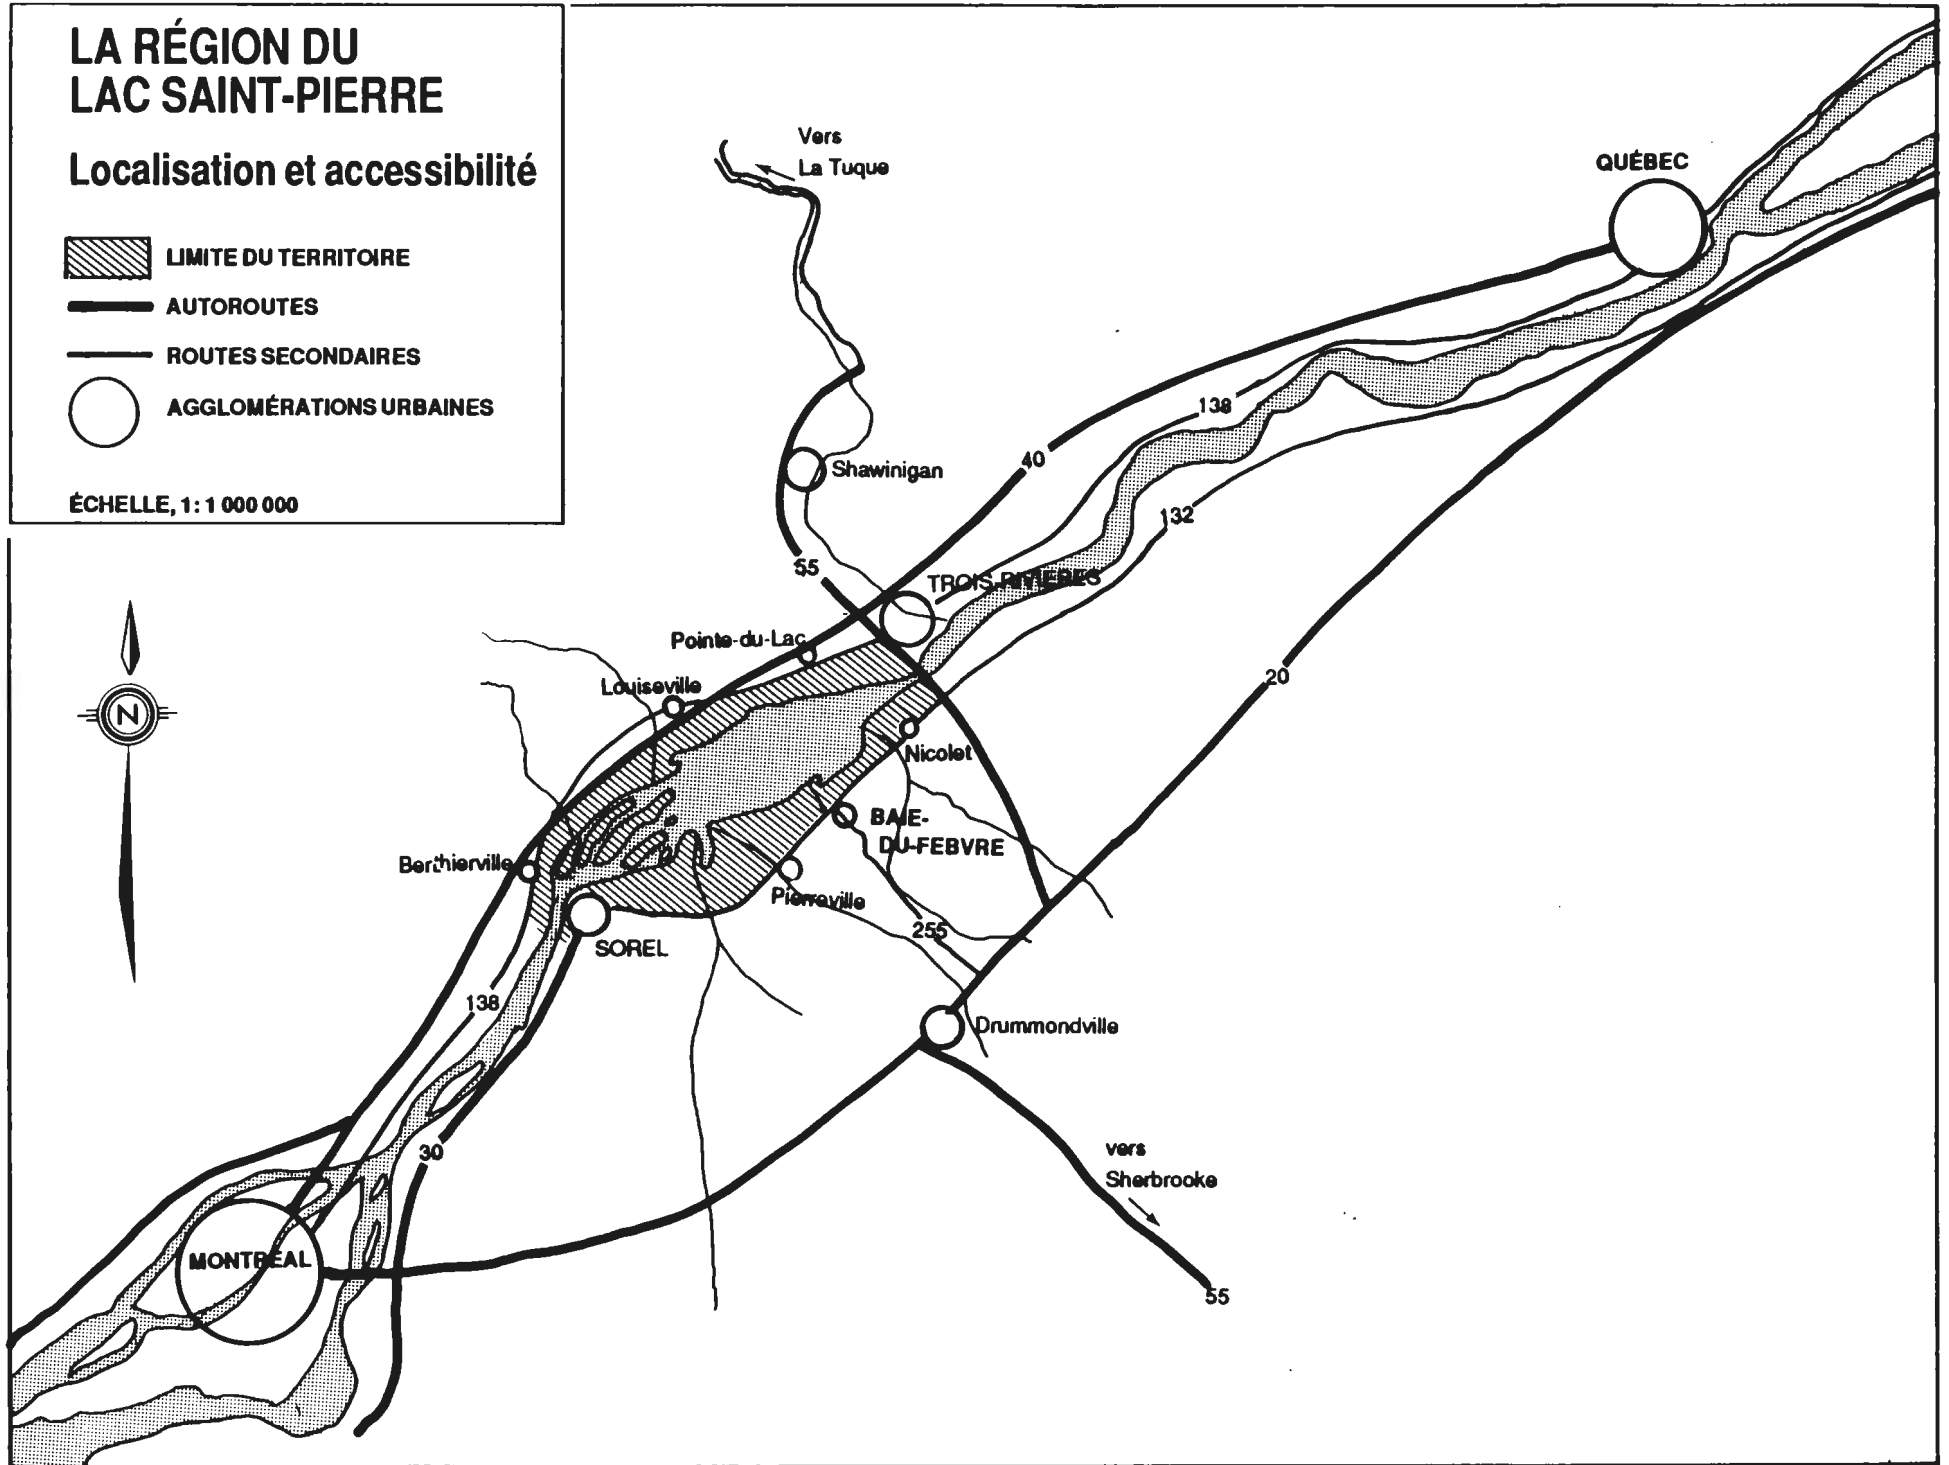 LA RÉGION DU
LAC SAINT-PIERRE
Localisation et accessibilité
LIMITE DU TERRITOIRE
AUTOROUTES
ROUTES SECONDAIRES
AGGLOMÉRATIONS URBAINES
ÉCHELLE, 1: 1 000 000
Vers
La Tuque
QUÉBEC
138
40
Shawinigan
132
55
TROIS-RIVIÈRES
Pointe-du-Lac
20
Louiseville
N
Nicolet
BAIE-
DU-FEBVRE
Berthierville
Pierreville
255
SOREL
138
Drummondville
30
vers
Sherbrooke
MONTRÉAL
55